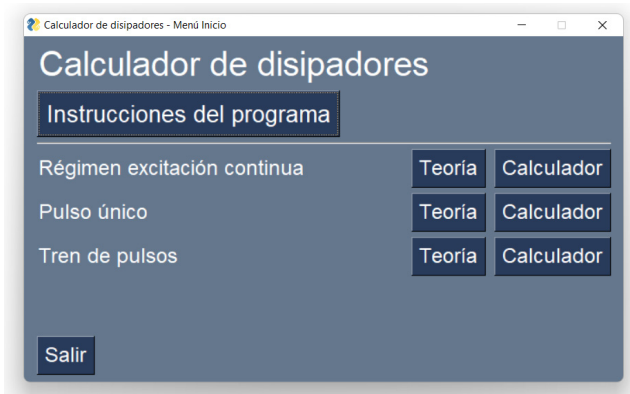 Calculador de disipadores - Menú Inicio
Calculador de disipadores
Instrucciones del programa
Régimen excitación continua Teoría Calculador
Pulso único Teoría Calculador
Tren de pulsos Teoría Calculador
Salir